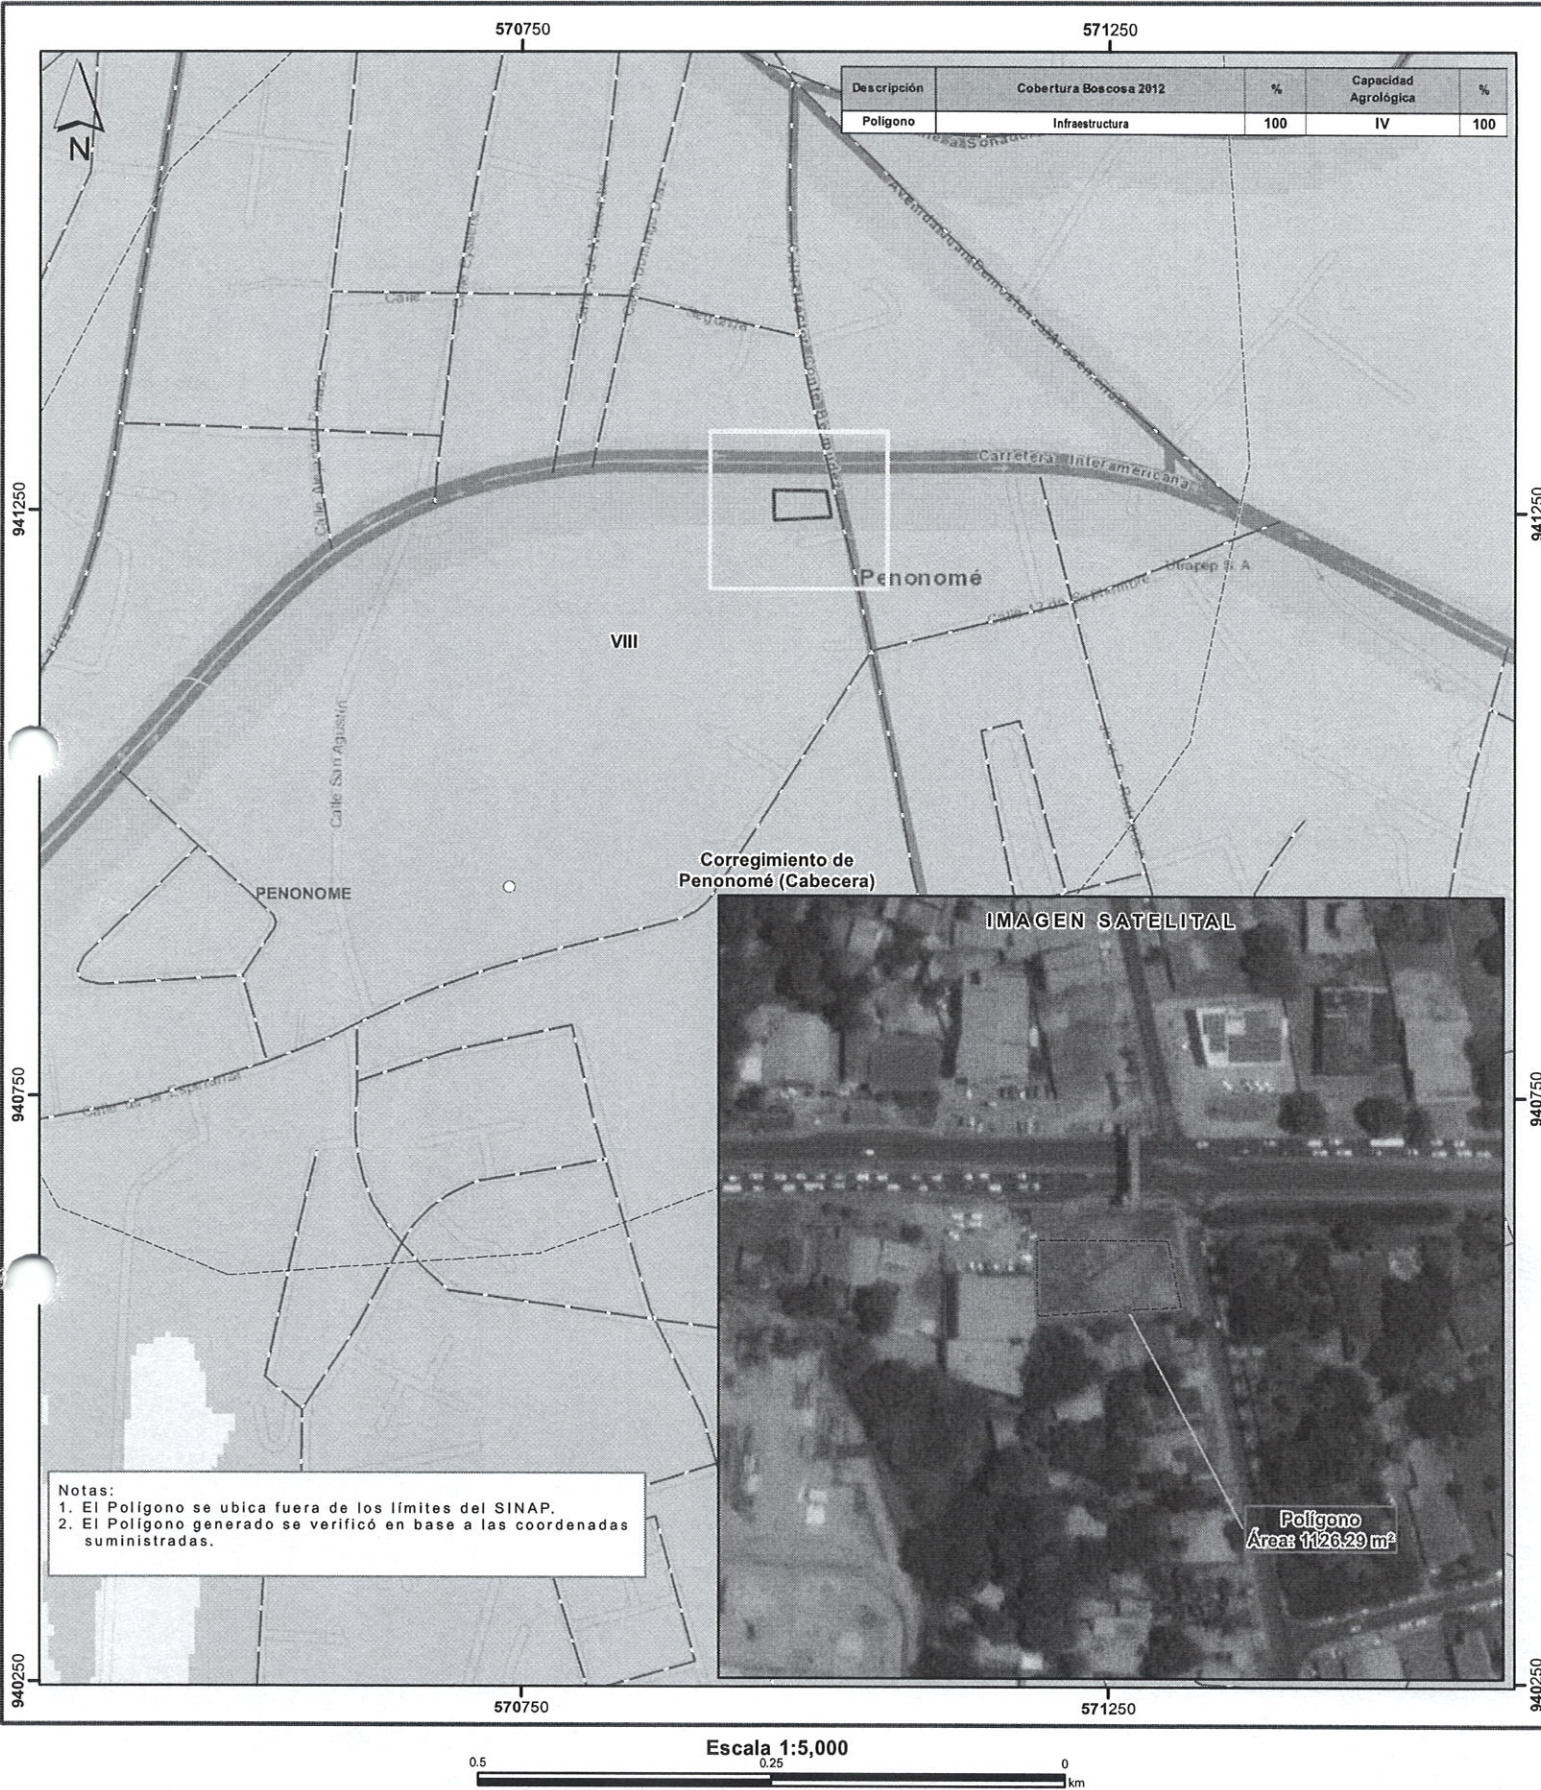 570750
571250
Descripción
Cobertura Boscosa 2012
%
Capacidad
Agrológica
%
Polígono
Infraestructura
100
IV
100
N
Calle
Segunda
Carretera Interamericana
941250
941250
Penonomé
Utrapep S. A
VIII
Calle San Agustín
Corregimiento de
Penonomé (Cabecera)
PENONOME
IMAGEN SATELITAL
940750
940750
Notas:
1. El Polígono se ubica fuera de los límites del SINAP.
2. El Polígono generado se verificó en base a las coordenadas
suministradas.
Polígono
Área: 1126.29 m²
940250
940250
570750
571250
Escala 1:5,000
0.5
0.25
0
km